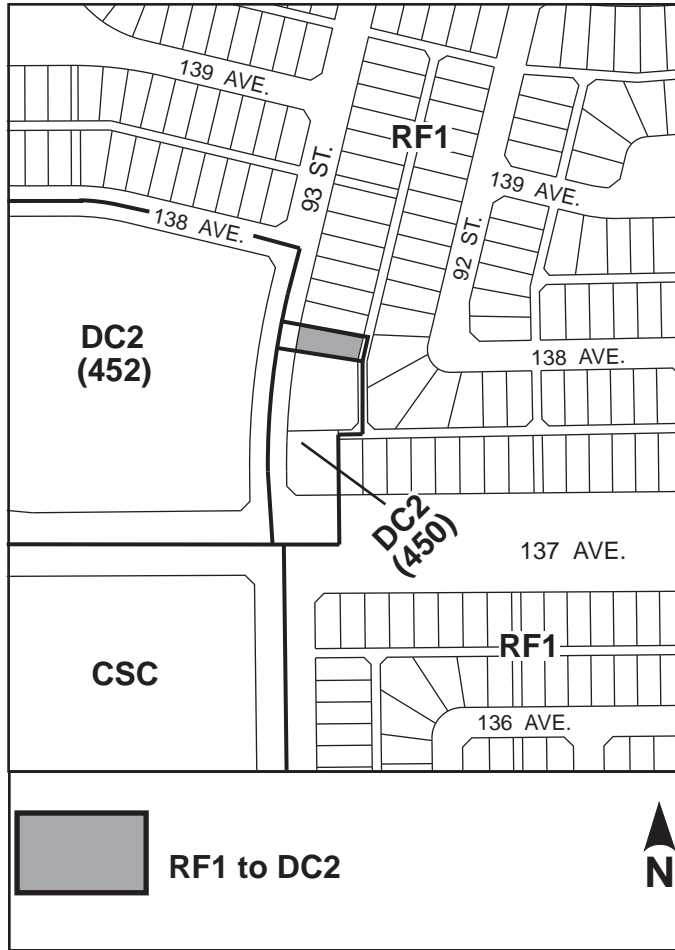 139 AVE.
RF1
93 ST.
139 AVE.
138 AVE.
92 ST.
DC2
(452)
138 AVE.
DC2
(450)
137 AVE.
RF1
CSC
136 AVE.
RF1 to DC2
N